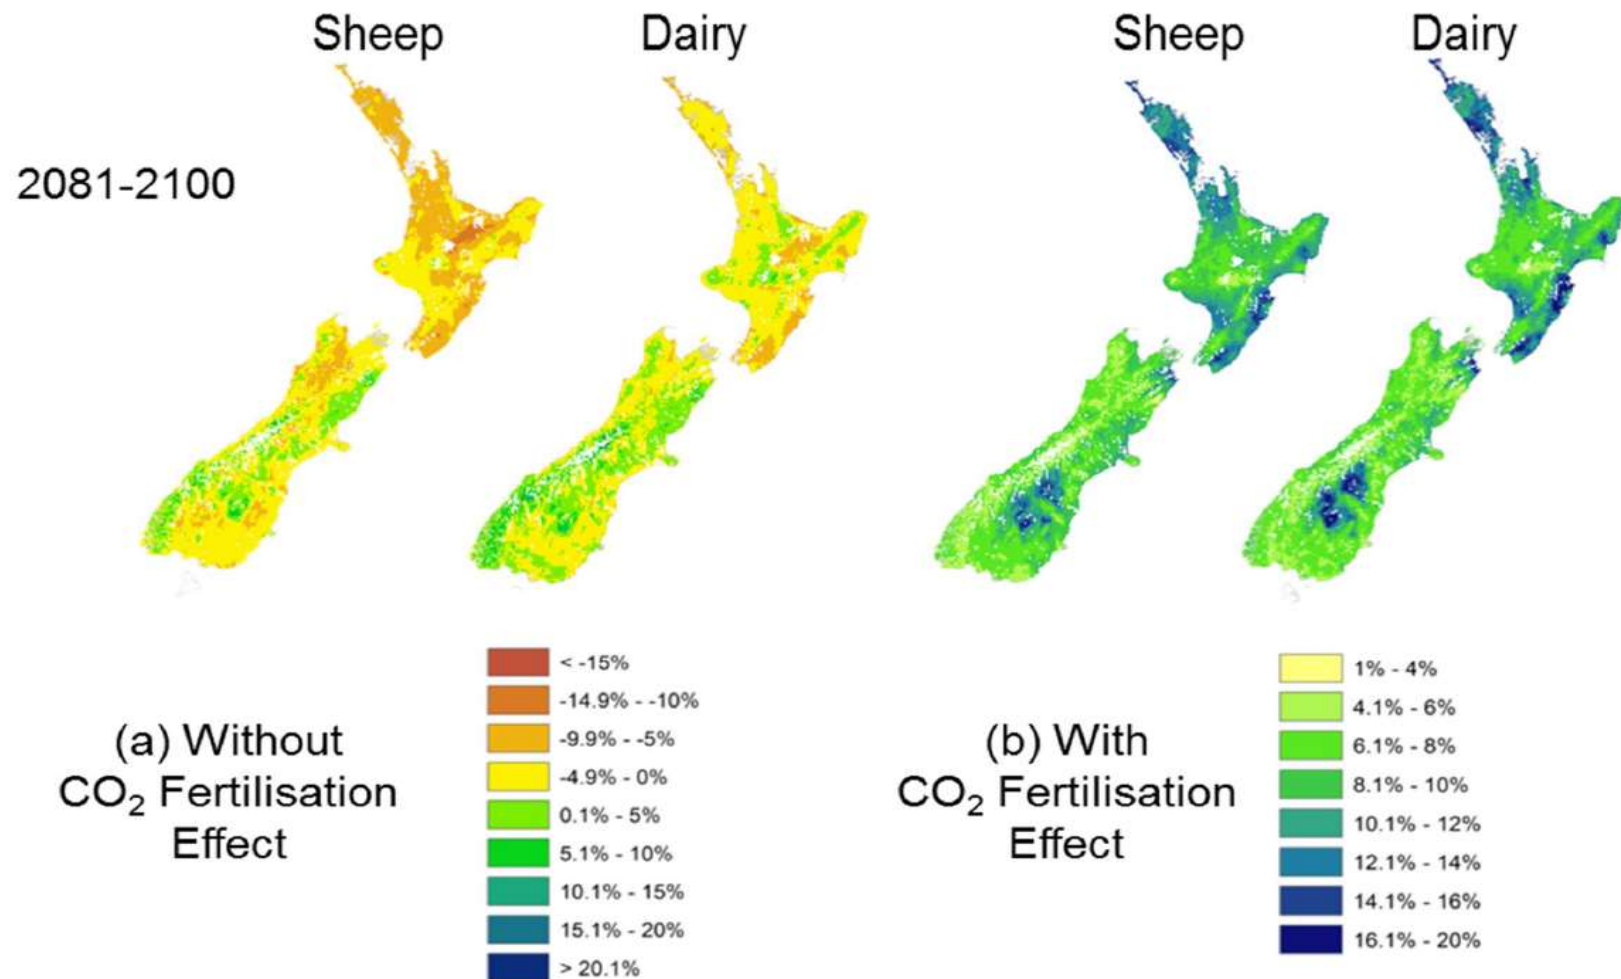 Sheep
Dairy
Sheep
Dairy
2081-2100
(a) Without
CO₂ Fertilisation
Effect
< -15%
-14.9% - -10%
-9.9% - -5%
-4.9% - 0%
0.1% - 5%
5.1% - 10%
10.1% - 15%
15.1% - 20%
> 20.1%
(b) With
CO₂ Fertilisation
Effect
1% - 4%
4.1% - 6%
6.1% - 8%
8.1% - 10%
10.1% - 12%
12.1% - 14%
14.1% - 16%
16.1% - 20%